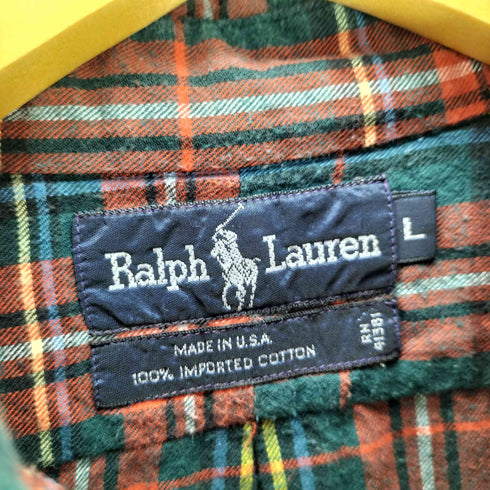 Ralph Lauren
L
MADE IN U.S.A.
100% IMPORTED COTTON
RN
41381